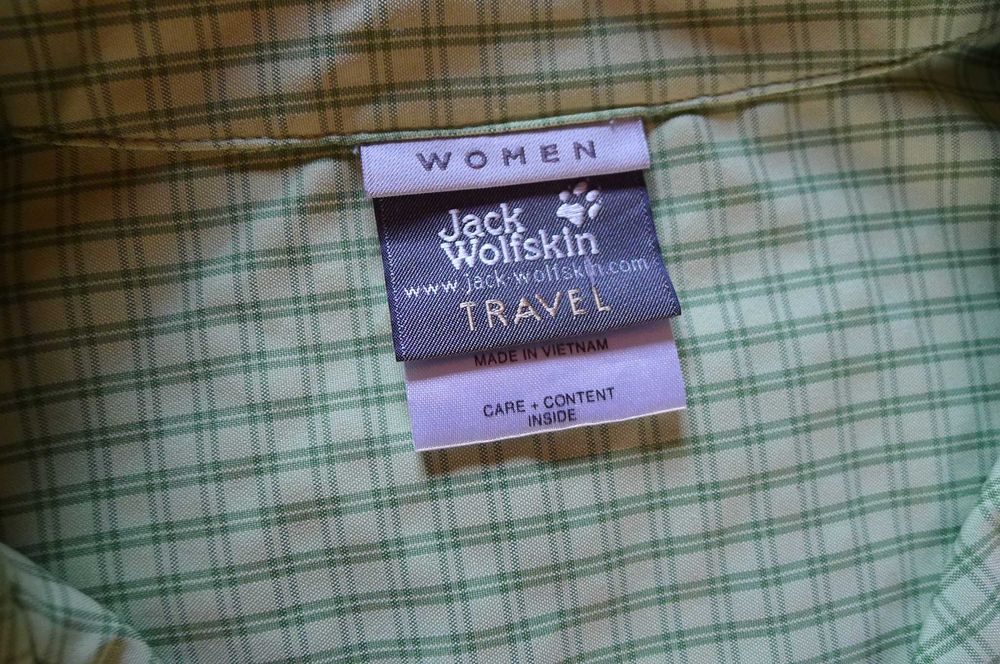 WOMEN
Jack
Wolfskin
www.jack-wolfskin.com
TRAVEL
MADE IN VIETNAM
CARE + CONTENT
INSIDE